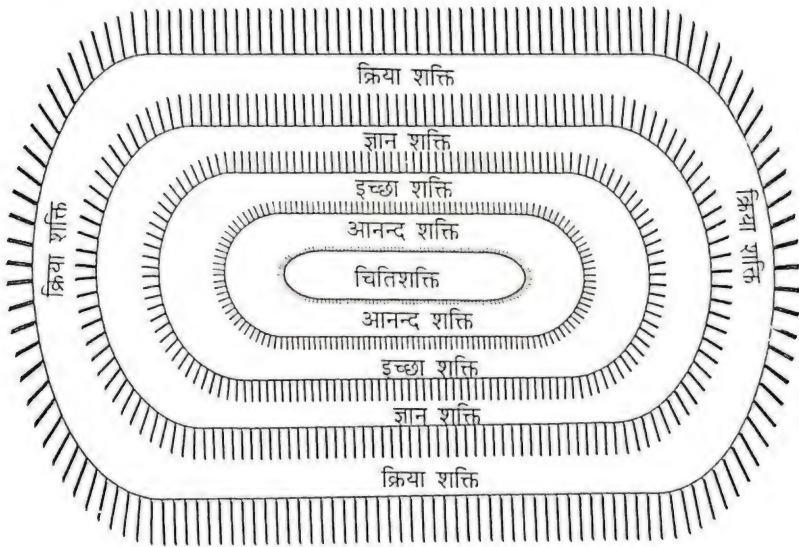 क्रिया शक्ति
ज्ञान शक्ति
इच्छा शक्ति
आनन्द शक्ति
क्रिया शक्ति
चितिशक्ति
क्रिया शक्ति
आनन्द शक्ति
इच्छा शक्ति
ज्ञान शक्ति
क्रिया शक्ति